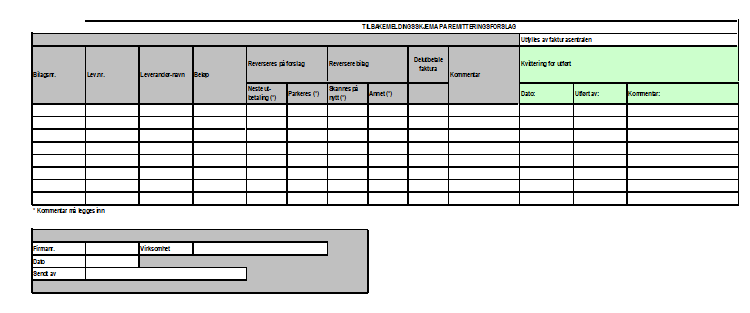 TILBAKEMELDINGSSKJEMA PÅ REMITTERINGSFORSLAG
Utfylles av fakturasentralen
Bilagsnr.
Lev.nr.
Leverandør-navn
Beløp
Reverseres på forslag
Reversere bilag
Delutbetale
faktura
Kommentar
Kvittering for utført
Neste ut-
betaling (*)
Parkeres (*)
Skannes på
nytt (*)
Annet (*)
Dato:
Utført av:
Kommentar:
* Kommentar må legges inn
Firmanr.
Virksomhet
Dato
Sendt av